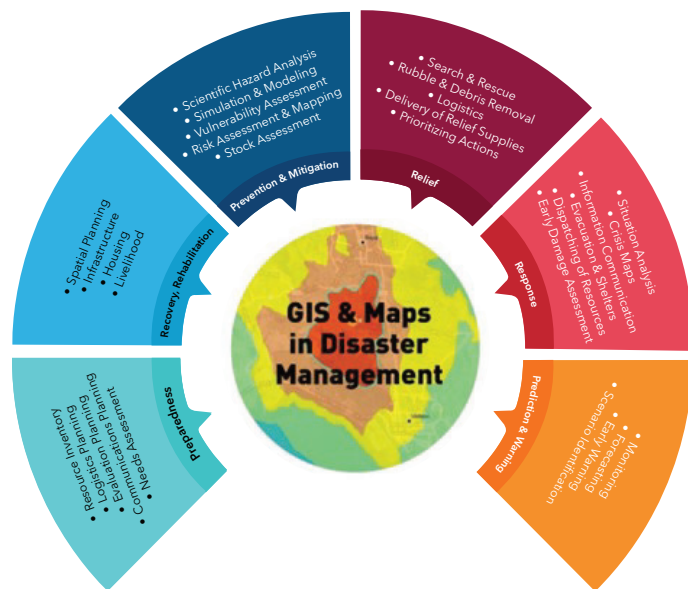 GIS & Maps
in Disaster
Management
Preparedness
• Resource Inventory
• Logistics Planning
• Evaluation Planning
• Communications Planning
• Needs Assessment
Recovery, Rehabilitation
• Spatial Planning
• Infrastructure
• Housing
• Livelihood
Prevention & Mitigation
• Scientific Hazard Analysis
• Simulation & Modeling
• Vulnerability Assessment
• Risk Assessment & Mapping
• Stock Assessment
Relief
• Search & Rescue
• Rubble & Debris Removal
• Logistics
• Delivery of Relief Supplies
• Prioritizing Actions
Response
• Situation Analysis
• Crisis Maps
• Information Communication
• Evacuation & Shelters
• Dispatching of Resources
• Early Damage Assessment
Prediction & Warning
• Monitoring
• Forecasting
• Early Warning
• Scenario Identification